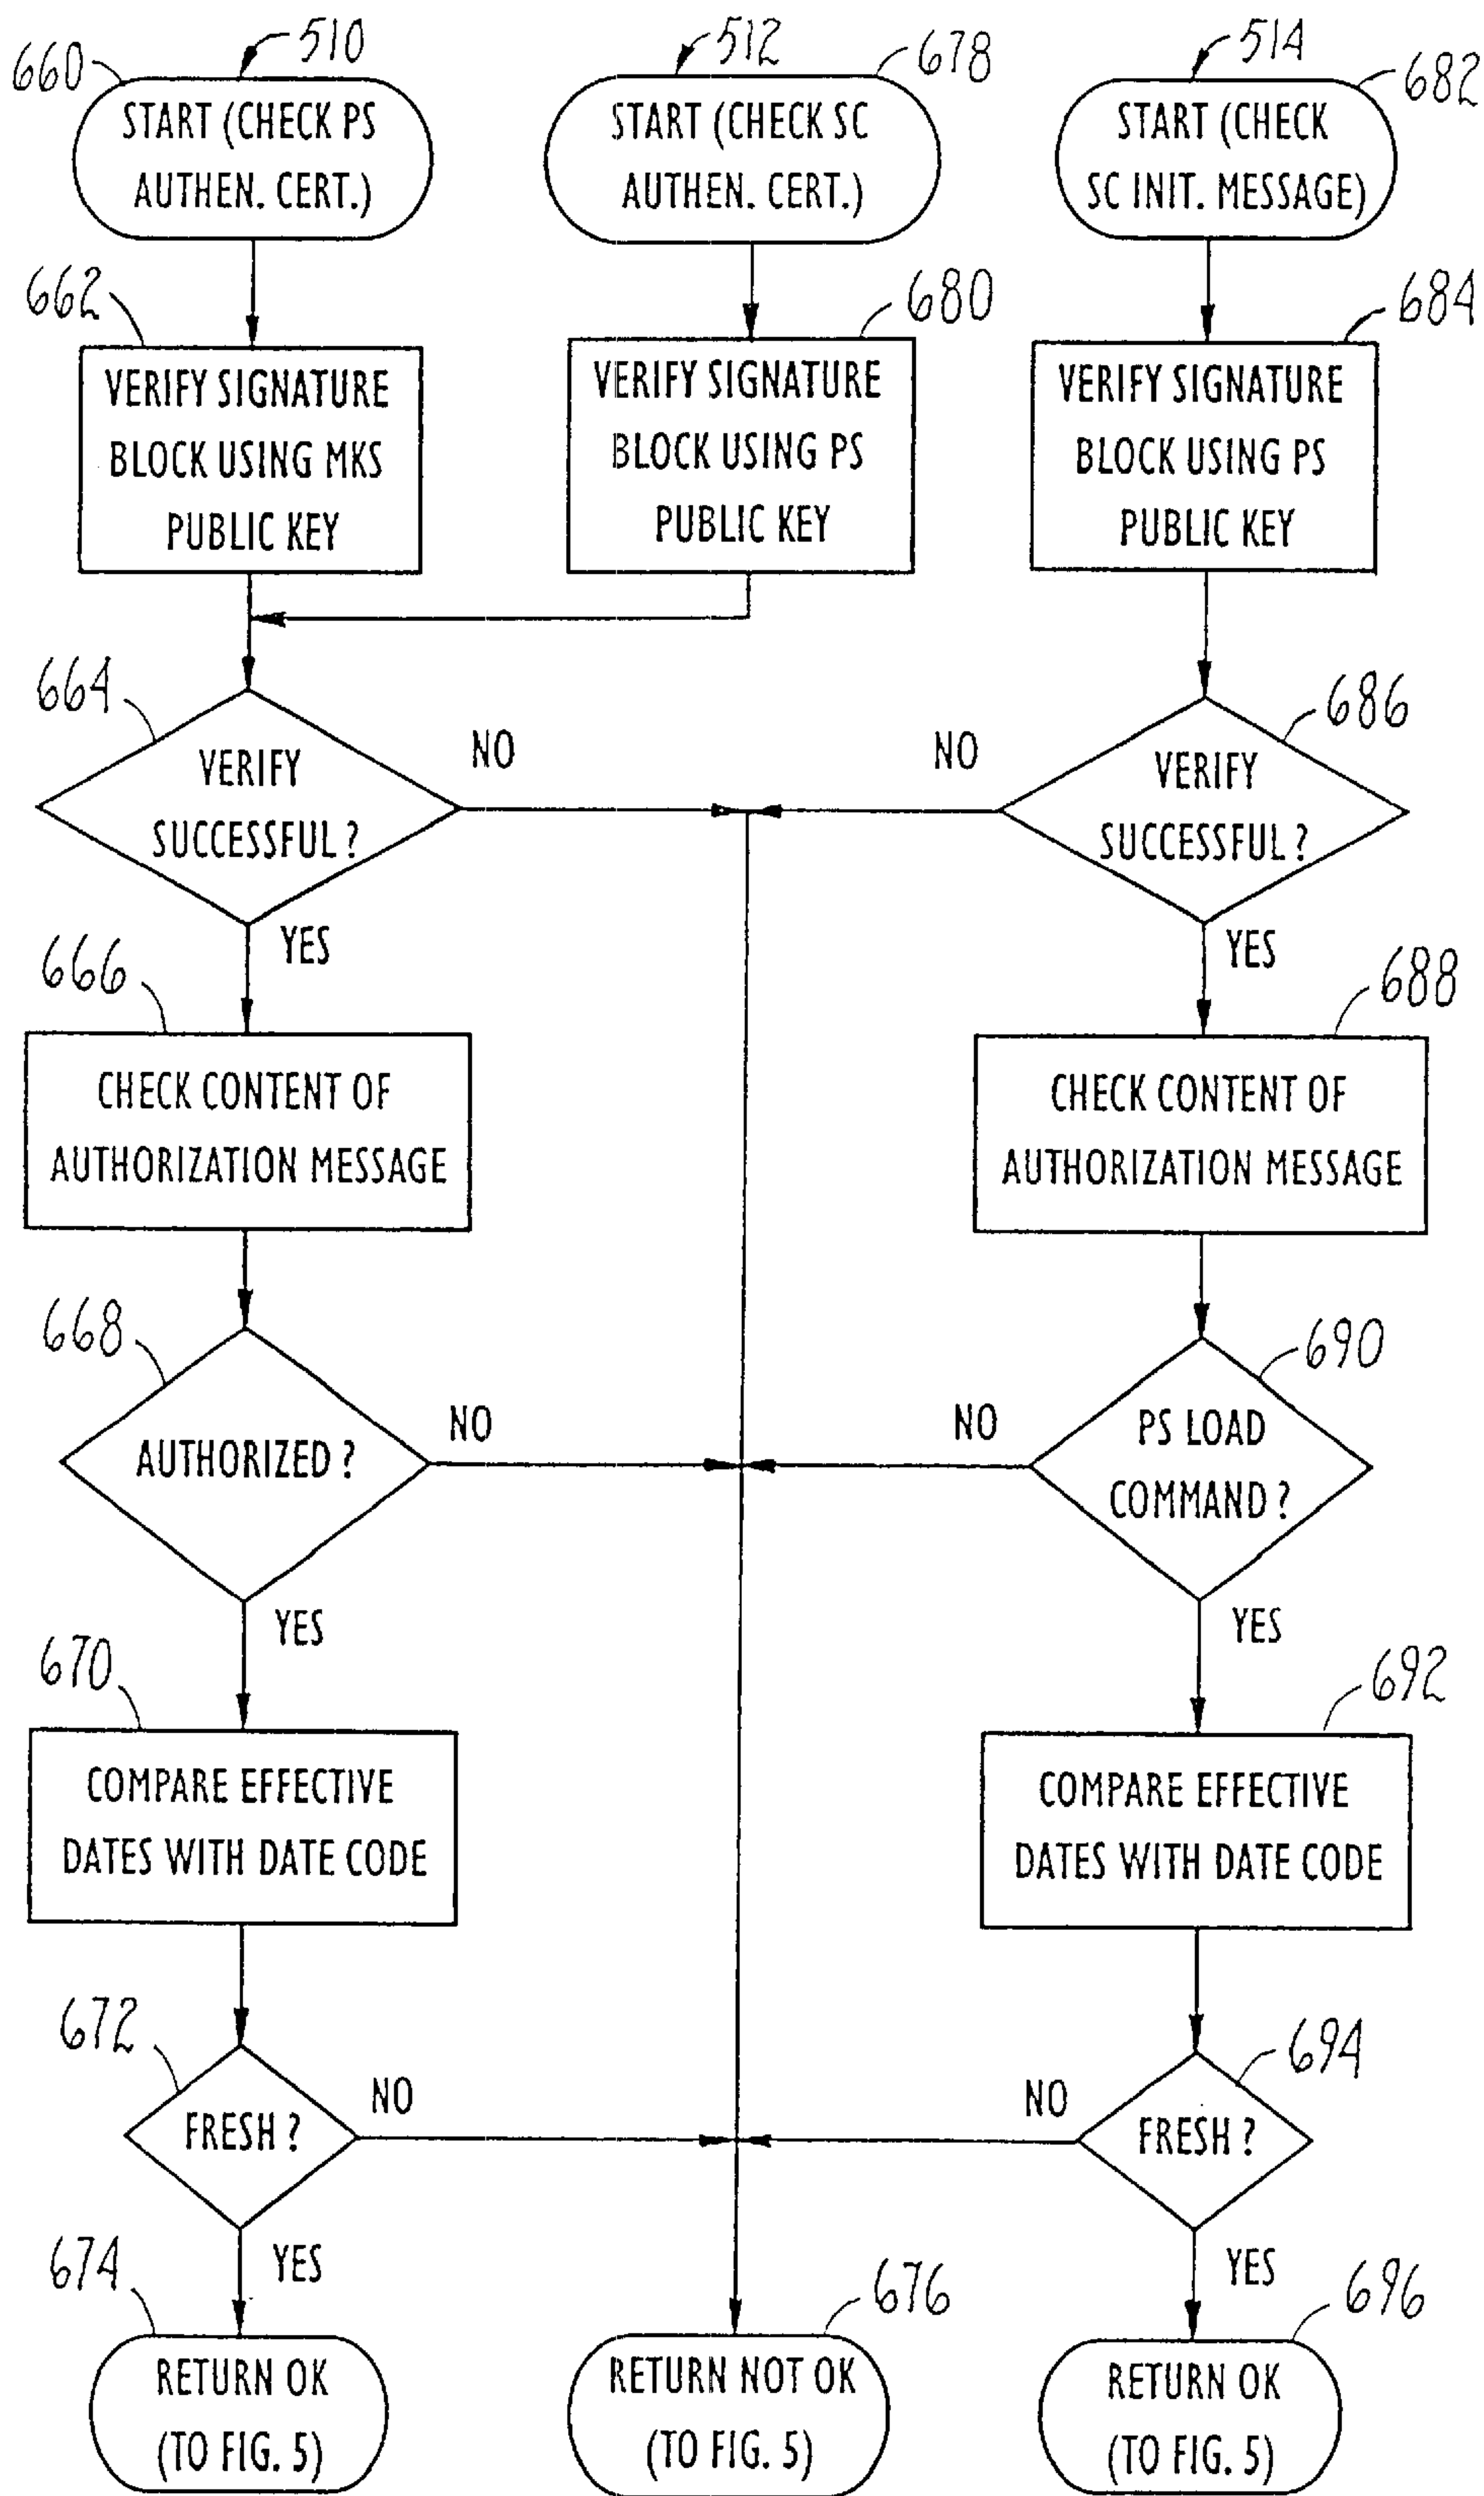 510
512
514
660
678
682
START (CHECK PS
AUTHEN. CERT.)
START (CHECK SC
AUTHEN. CERT.)
START (CHECK
SC INIT. MESSAGE)
662
680
684
VERIFY SIGNATURE
BLOCK USING MKS
PUBLIC KEY
VERIFY SIGNATURE
BLOCK USING PS
PUBLIC KEY
VERIFY SIGNATURE
BLOCK USING PS
PUBLIC KEY
664
686
VERIFY
SUCCESSFUL?
NO
NO
VERIFY
SUCCESSFUL?
YES
YES
666
688
CHECK CONTENT OF
AUTHORIZATION MESSAGE
CHECK CONTENT OF
AUTHORIZATION MESSAGE
668
690
AUTHORIZED?
NO
NO
PS LOAD
COMMAND?
YES
YES
670
692
COMPARE EFFECTIVE
DATES WITH DATE CODE
COMPARE EFFECTIVE
DATES WITH DATE CODE
672
694
FRESH?
NO
NO
FRESH?
YES
YES
674
676
696
RETURN OK
(TO FIG. 5)
RETURN NOT OK
(TO FIG. 5)
RETURN OK
(TO FIG. 5)